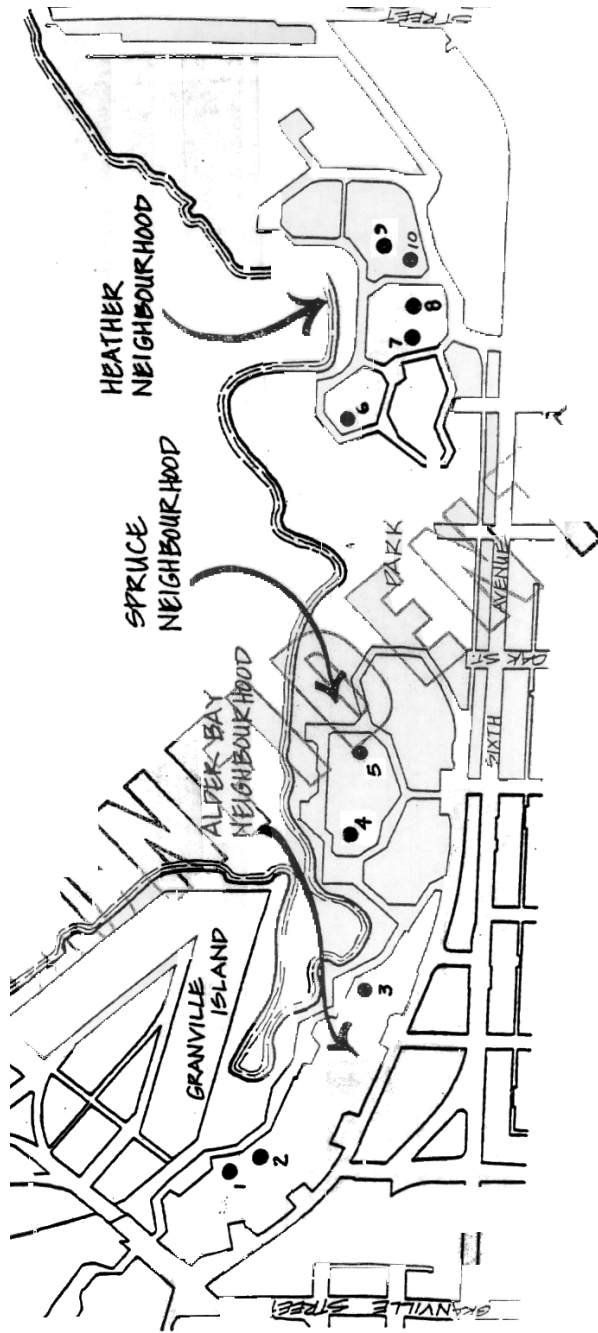 HEATHER
NEIGHBOURHOOD
SPRUCE
NEIGHBOURHOOD
ALDER BAY
NEIGHBOURHOOD
GRANVILLE
ISLAND
PARK
SIXTH
AVENUE
OAK ST.
STREET
GRANVILLE STREET
1
2
3
4
5
6
7
8
9
10